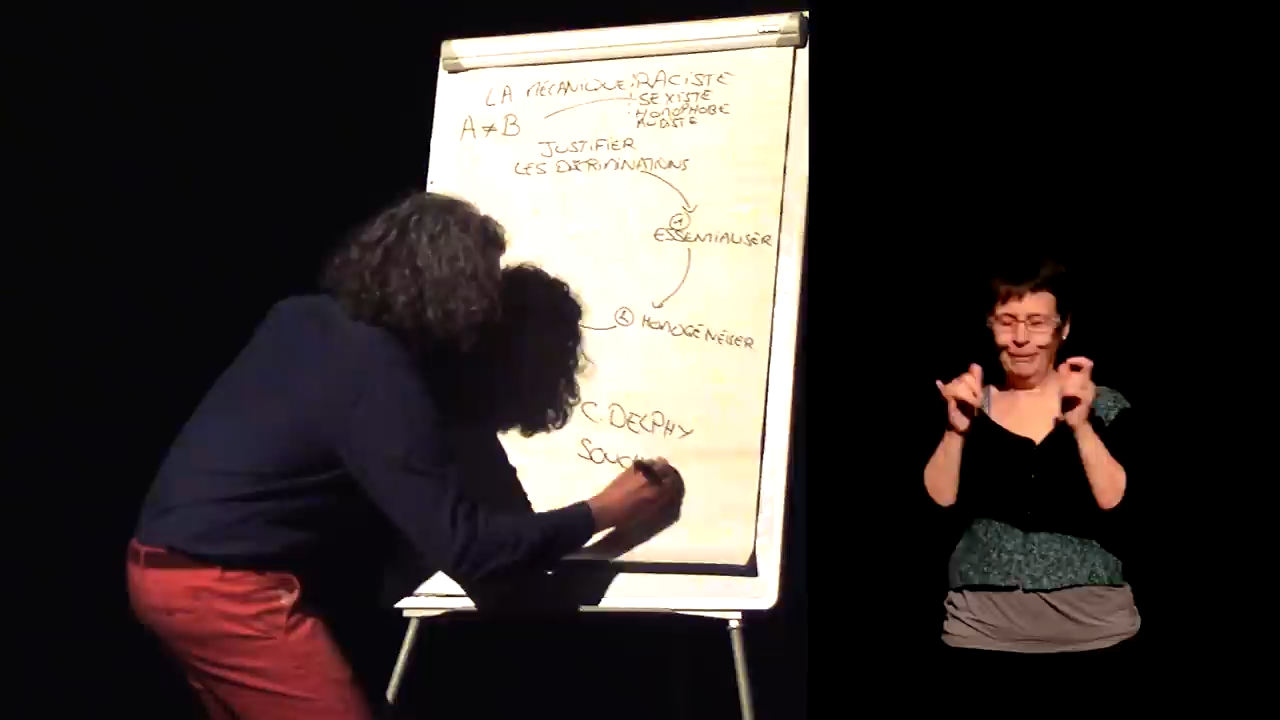 LA MÉCANIQUE: RACISTE
: SEXISTE
: HOMOPHOBE
A ≠ B
JUSTIFIER
LES DISCRIMINATIONS
① ESSENTIALISER
② HOMOGÉNÉISER
C. DELPHY